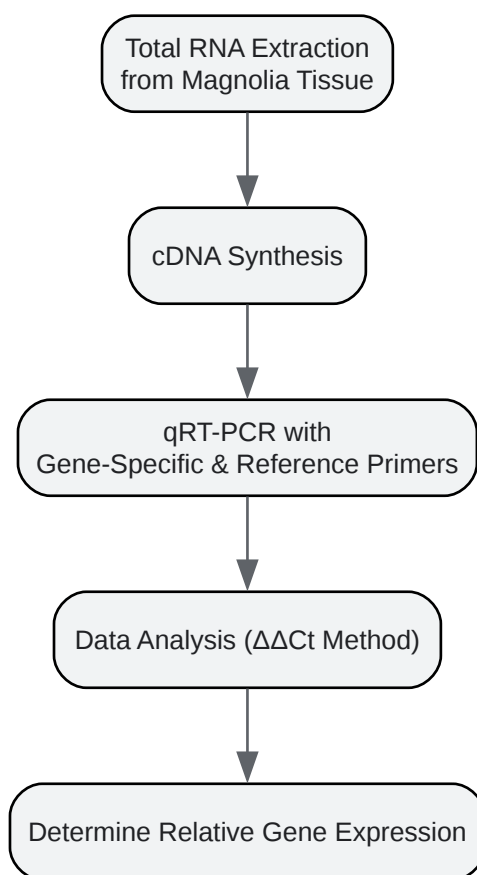 Total RNA Extraction
from Magnolia Tissue
cDNA Synthesis
qRT-PCR with
Gene-Specific & Reference Primers
Data Analysis (ΔΔCt Method)
Determine Relative Gene Expression